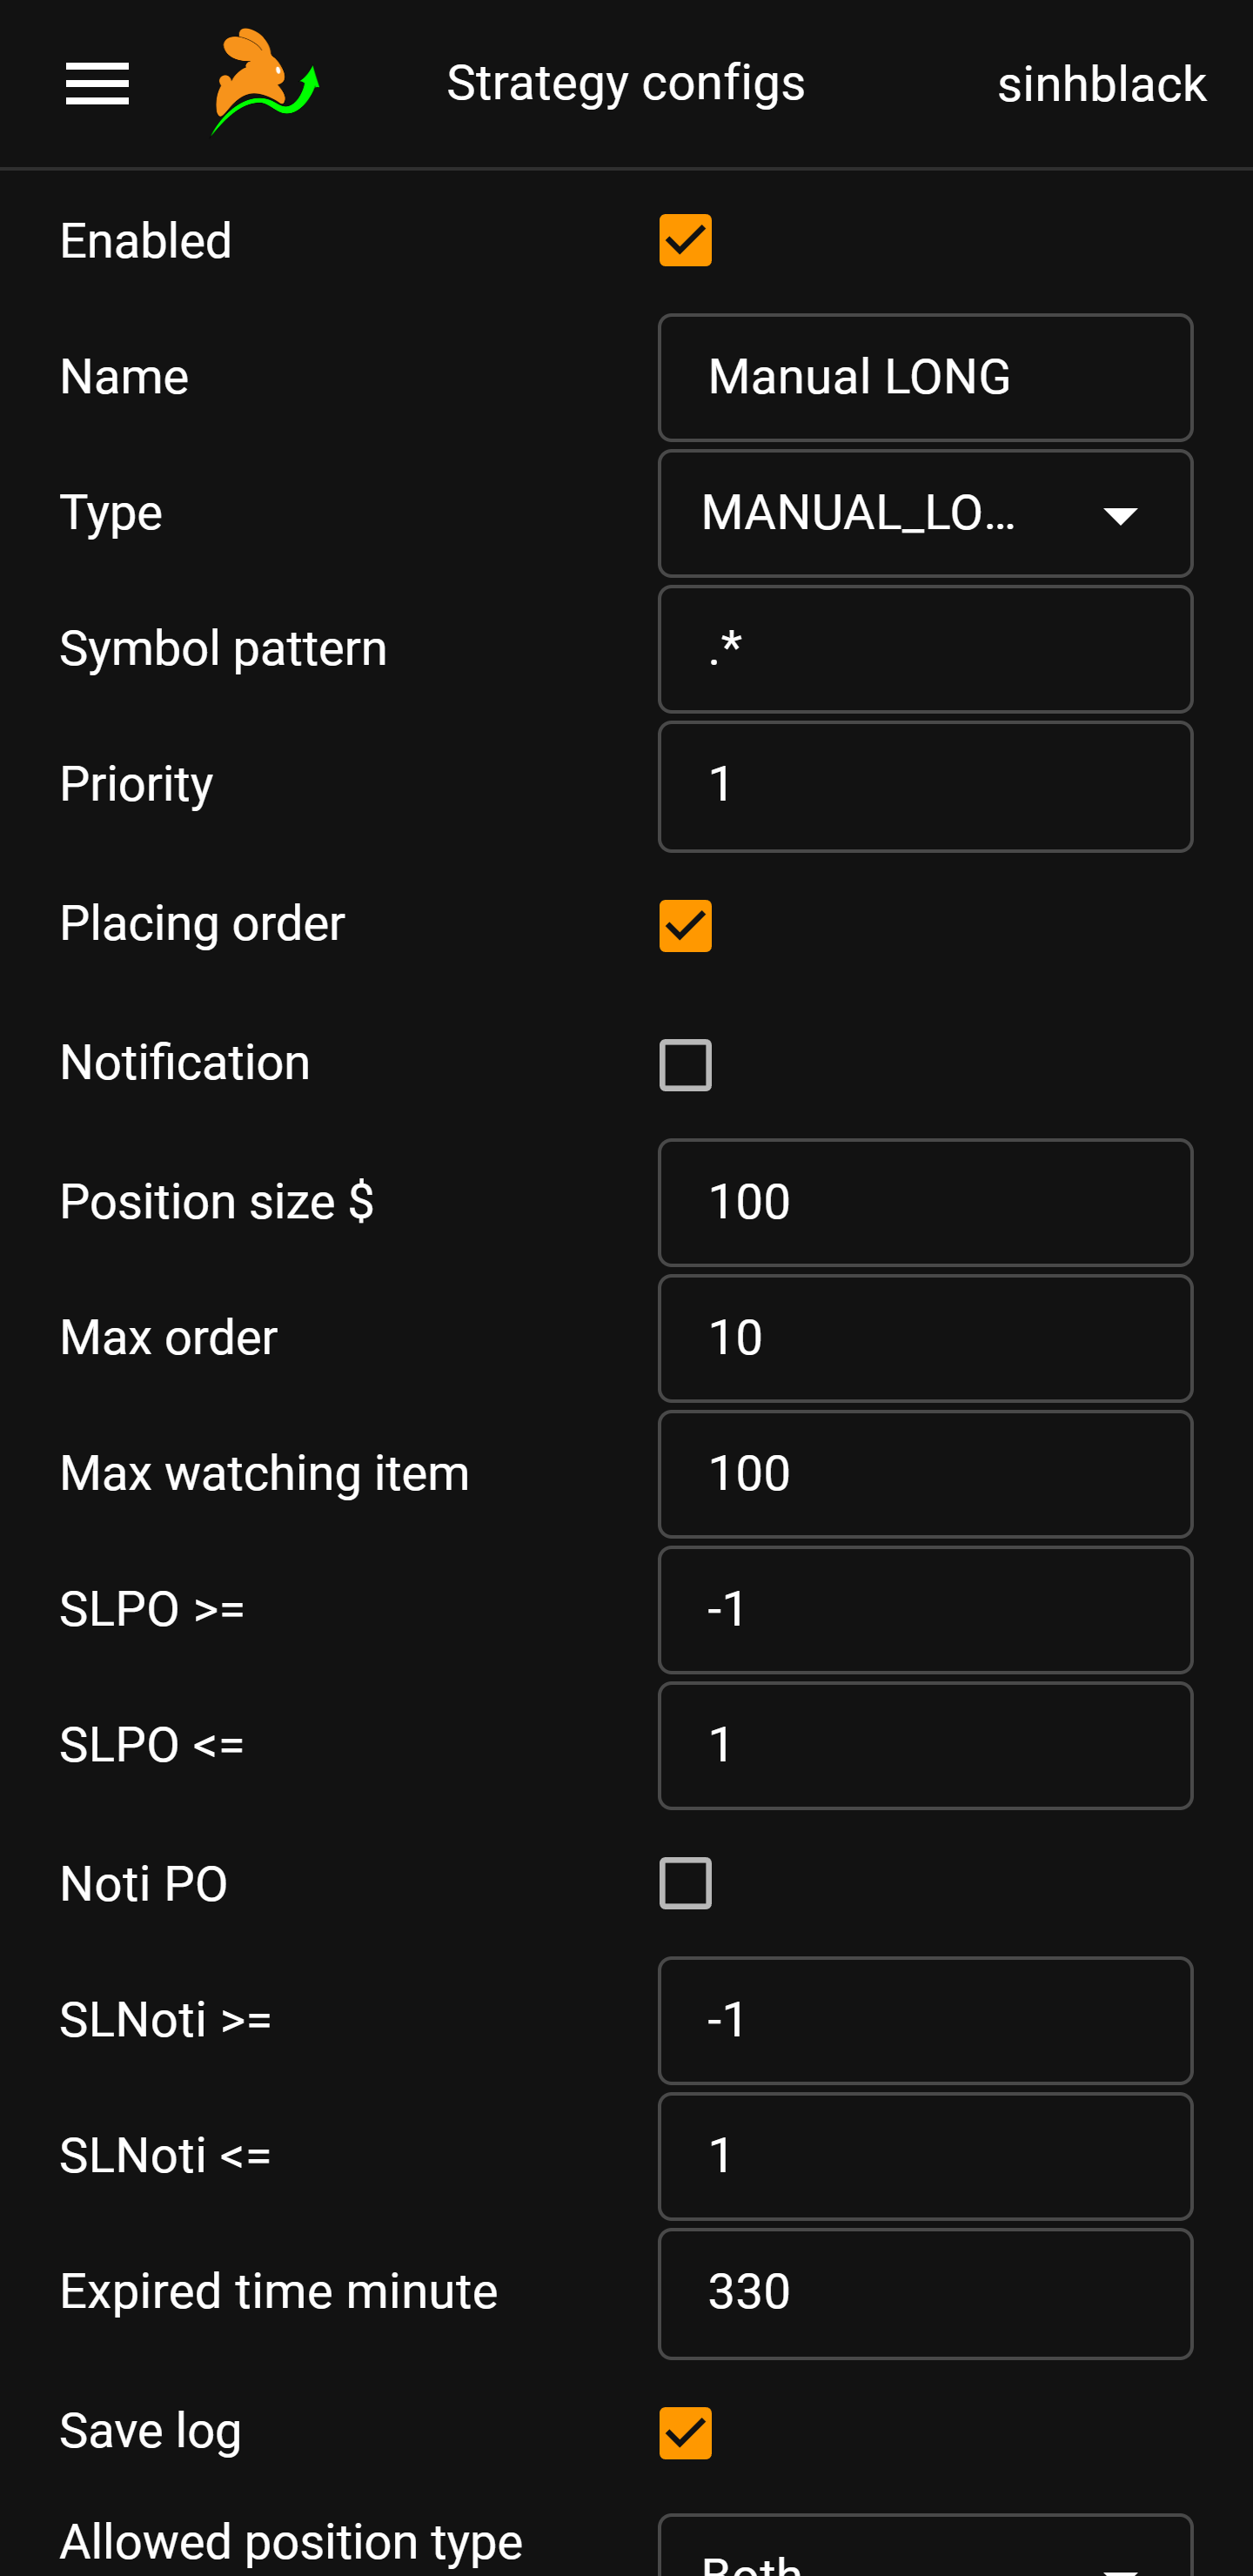 Strategy configs sinhblack
Enabled
Name Manual LONG
Type MANUAL_LO...
Symbol pattern .*
Priority 1
Placing order
Notification
Position size $ 100
Max order 10
Max watching item 100
SLPO >= -1
SLPO <= 1
Noti PO
SLNoti >= -1
SLNoti <= 1
Expired time minute 330
Save log
Allowed position type Both